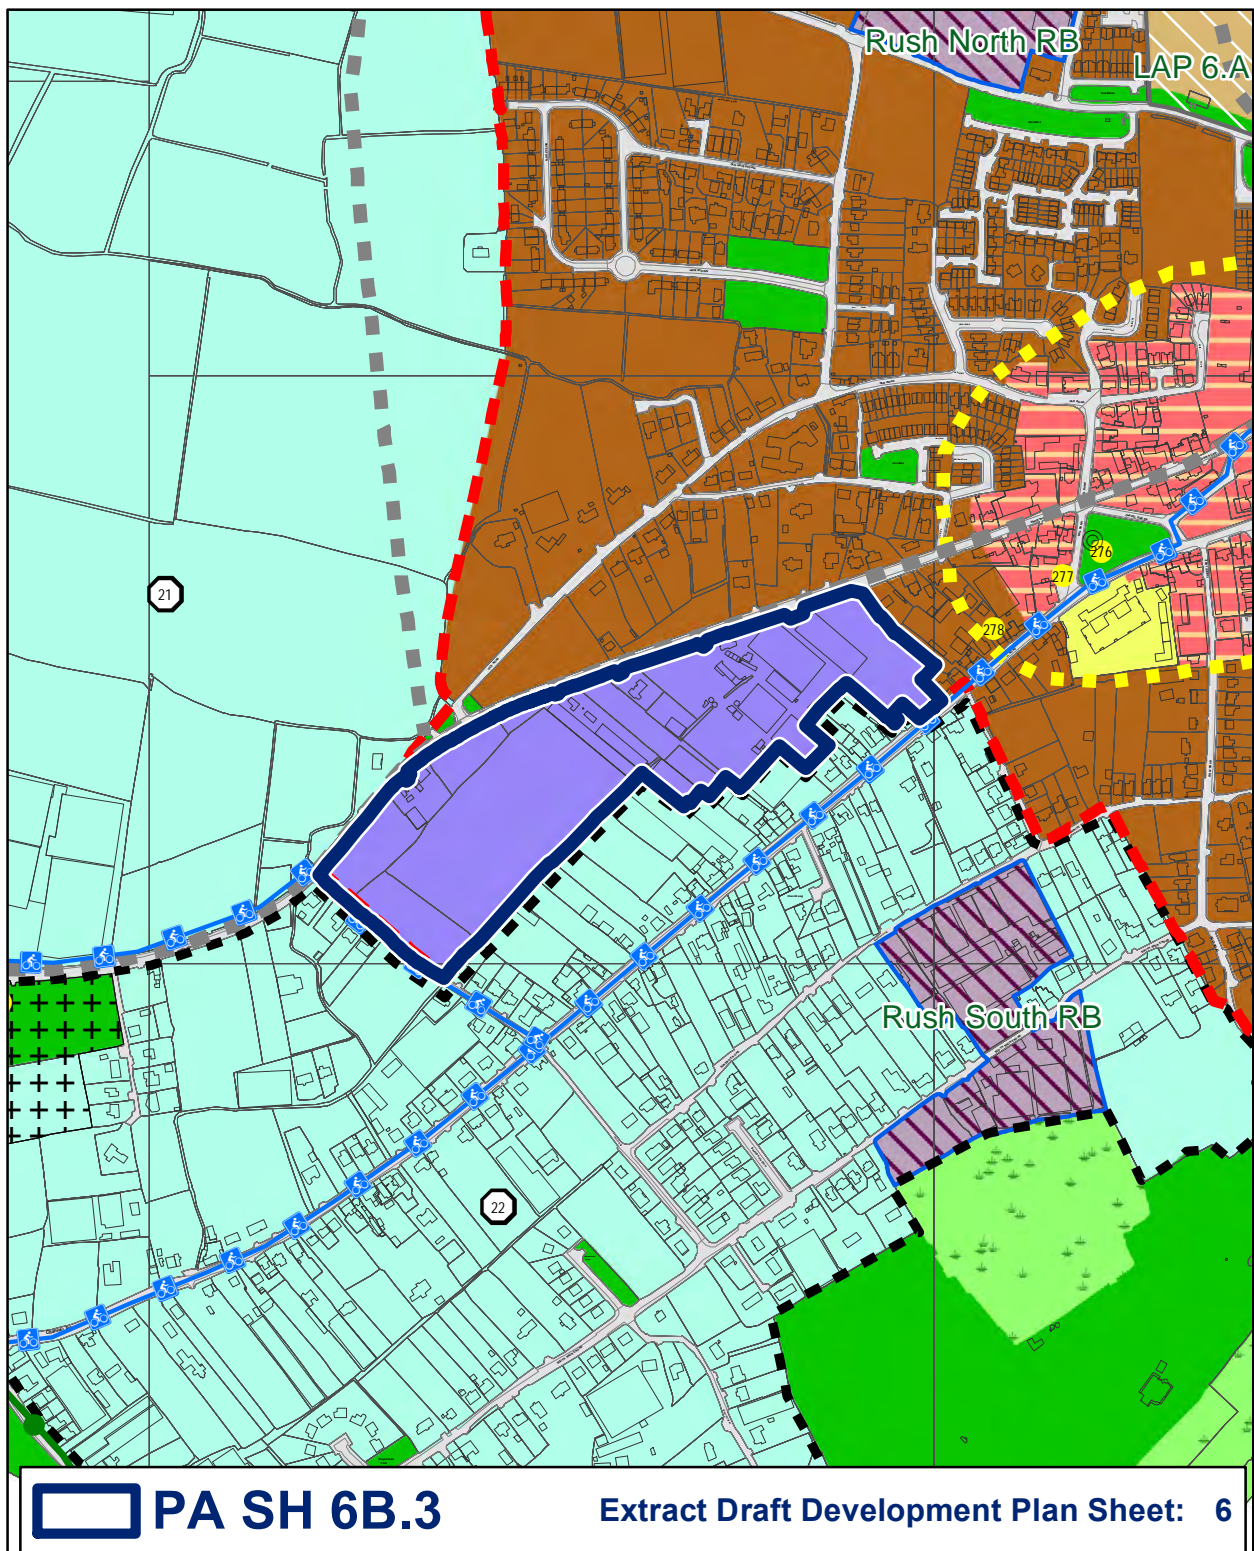 Rush North RB
LAP 6.A
276
277
21
278
Rush South RB
22
PA SH 6B.3
Extract Draft Development Plan Sheet: 6